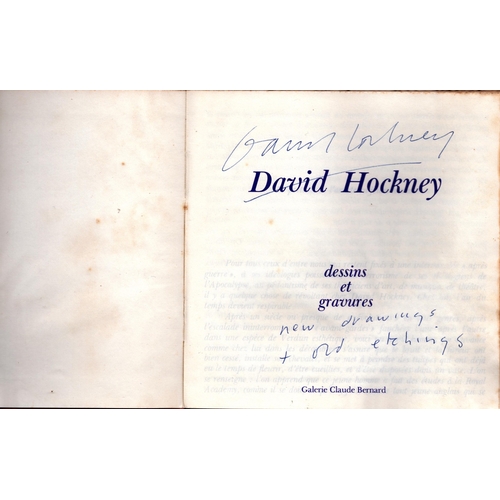 David Hockney
David Hockney
dessins
et
gravures
new drawings
+ old etchings
Galerie Claude Bernard